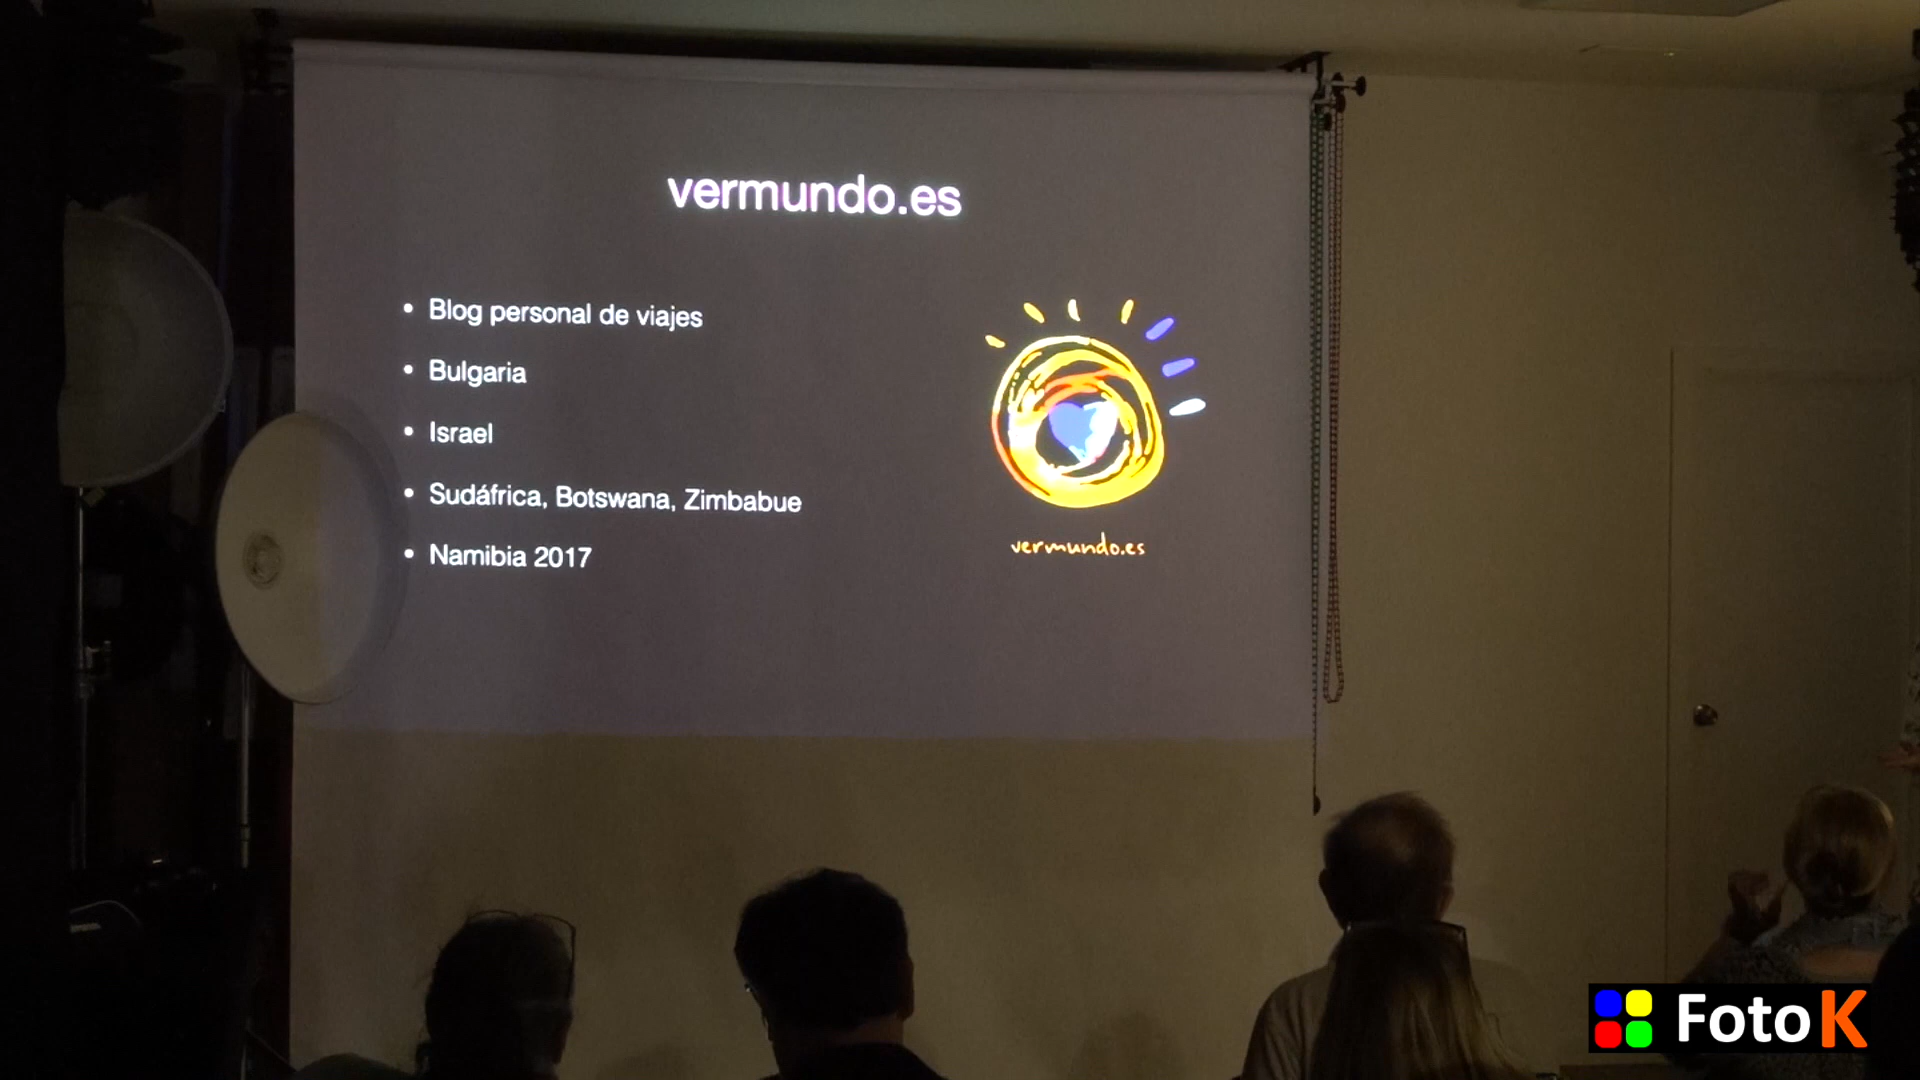 vermundo.es
• Blog personal de viajes
• Bulgaria
• Israel
• Sudáfrica, Botswana, Zimbabue
• Namibia 2017
vermundo.es
FotoK